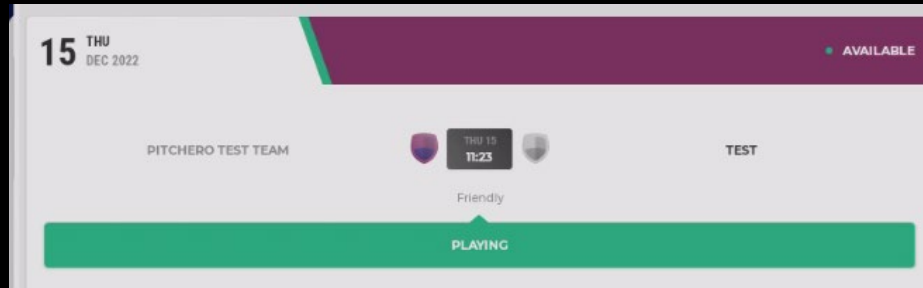 15 THU
DEC 2022
AVAILABLE
PITCHERO TEST TEAM
THU 15
11:23
TEST
Friendly
PLAYING